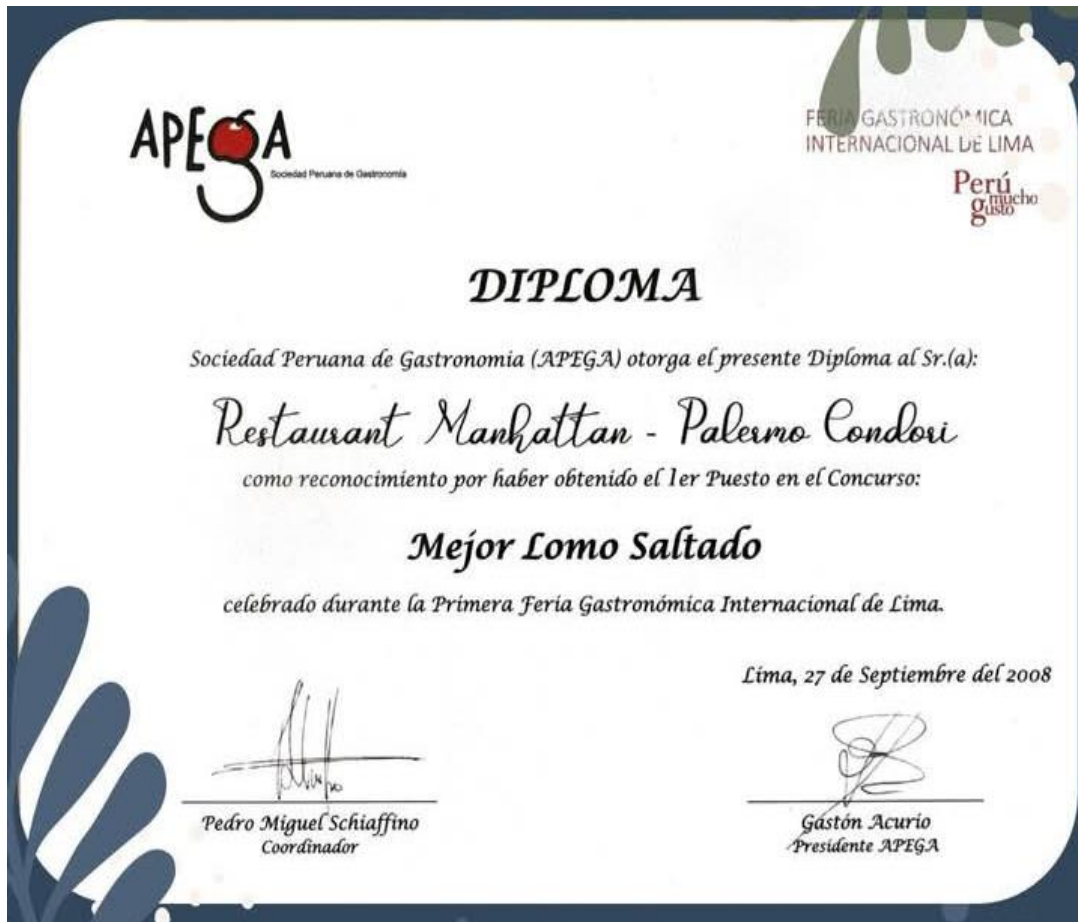 APEGA
Sociedad Peruana de Gastronomía
FERIA GASTRONÓMICA
INTERNACIONAL DE LIMA
Perú
mucho
gusto
DIPLOMA
Sociedad Peruana de Gastronomia (APEGA) otorga el presente Diploma al Sr.(a):
Restaurant Manhattan - Palermo Condori
como reconocimiento por haber obtenido el 1er Puesto en el Concurso:
Mejor Lomo Saltado
celebrado durante la Primera Feria Gastronómica Internacional de Lima.
Lima, 27 de Septiembre del 2008
Pedro Miguel Schiaffino
Coordinador
Gastón Acurio
Presidente APEGA